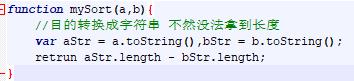 function mySort(a,b){
//目的转换成字符串 不然没法拿到长度
var aStr = a.toString(),bStr = b.toString();
retrun aStr.length - bStr.length;
}